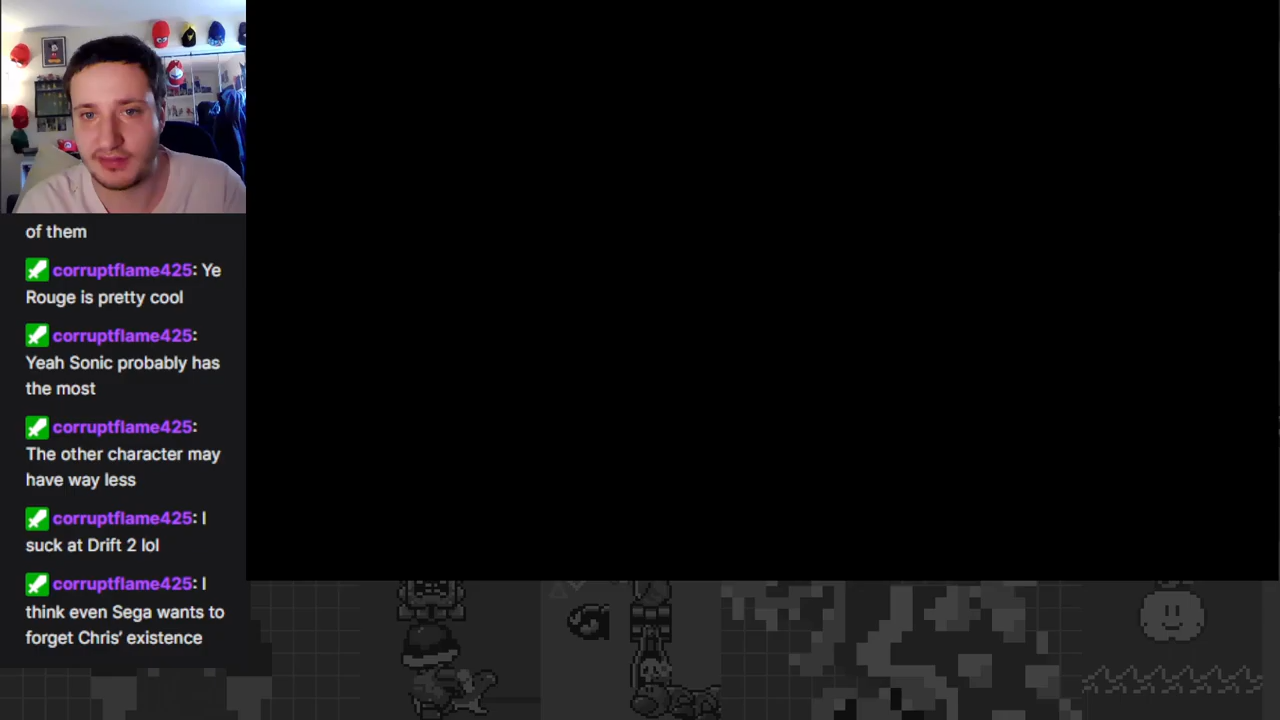 of them
corruptflame425: Ye
Rouge is pretty cool
corruptflame425:
Yeah Sonic probably has
the most
corruptflame425:
The other character may
have way less
corruptflame425: I
suck at Drift 2 lol
corruptflame425: I
think even Sega wants to
forget Chris' existence